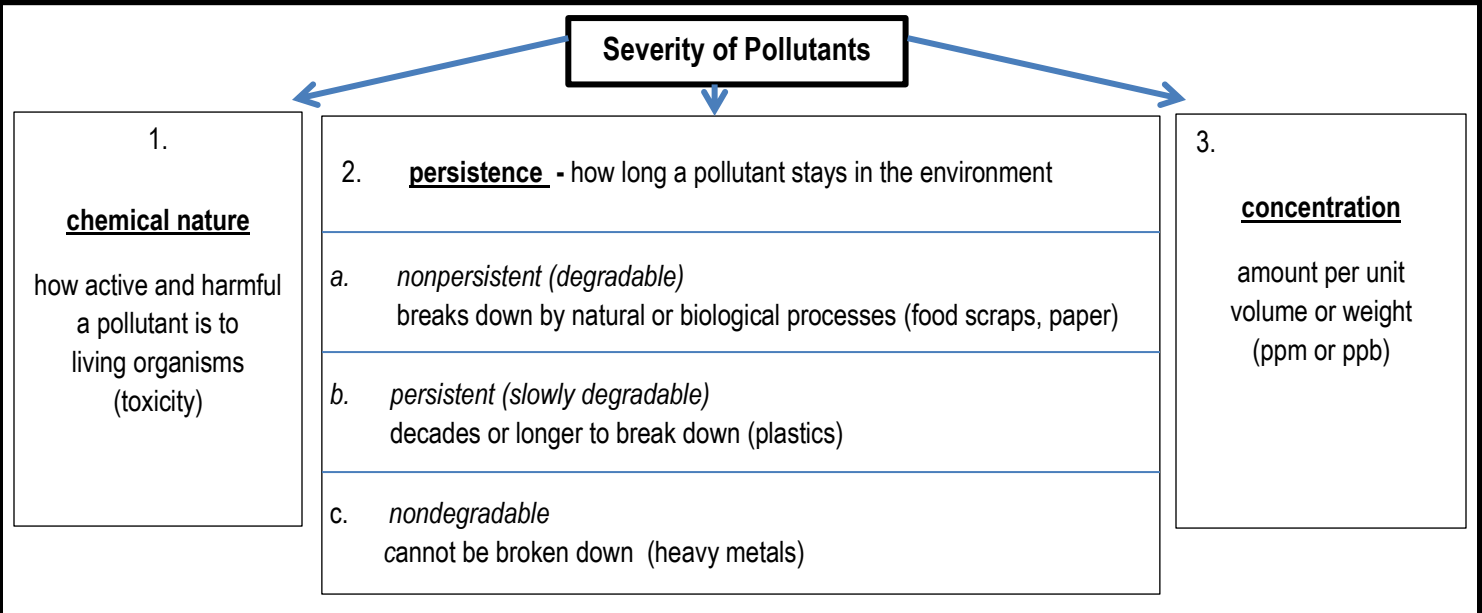 Severity of Pollutants
1.
chemical nature
how active and harmful
a pollutant is to
living organisms
(toxicity)
2. persistence - how long a pollutant stays in the environment
a. nonpersistent (degradable)
breaks down by natural or biological processes (food scraps, paper)
b. persistent (slowly degradable)
decades or longer to break down (plastics)
c. nondegradable
cannot be broken down (heavy metals)
3.
concentration
amount per unit
volume or weight
(ppm or ppb)